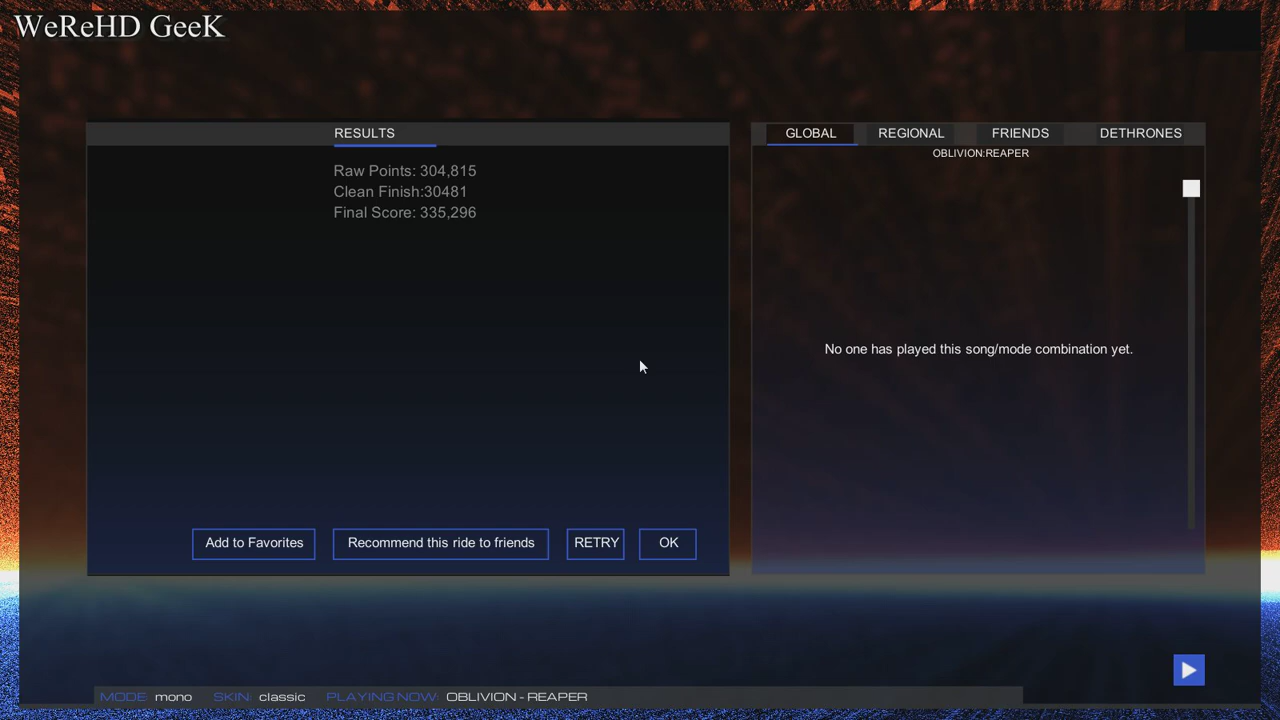 WeReHD GeeK
RESULTS
Raw Points: 304,815
Clean Finish:30481
Final Score: 335,296
Add to Favorites
Recommend this ride to friends
RETRY
OK
GLOBAL REGIONAL FRIENDS DETHRONES
OBLIVION:REAPER
No one has played this song/mode combination yet.
MODE: mono SKIN: classic PLAYING NOW: OBLIVION - REAPER